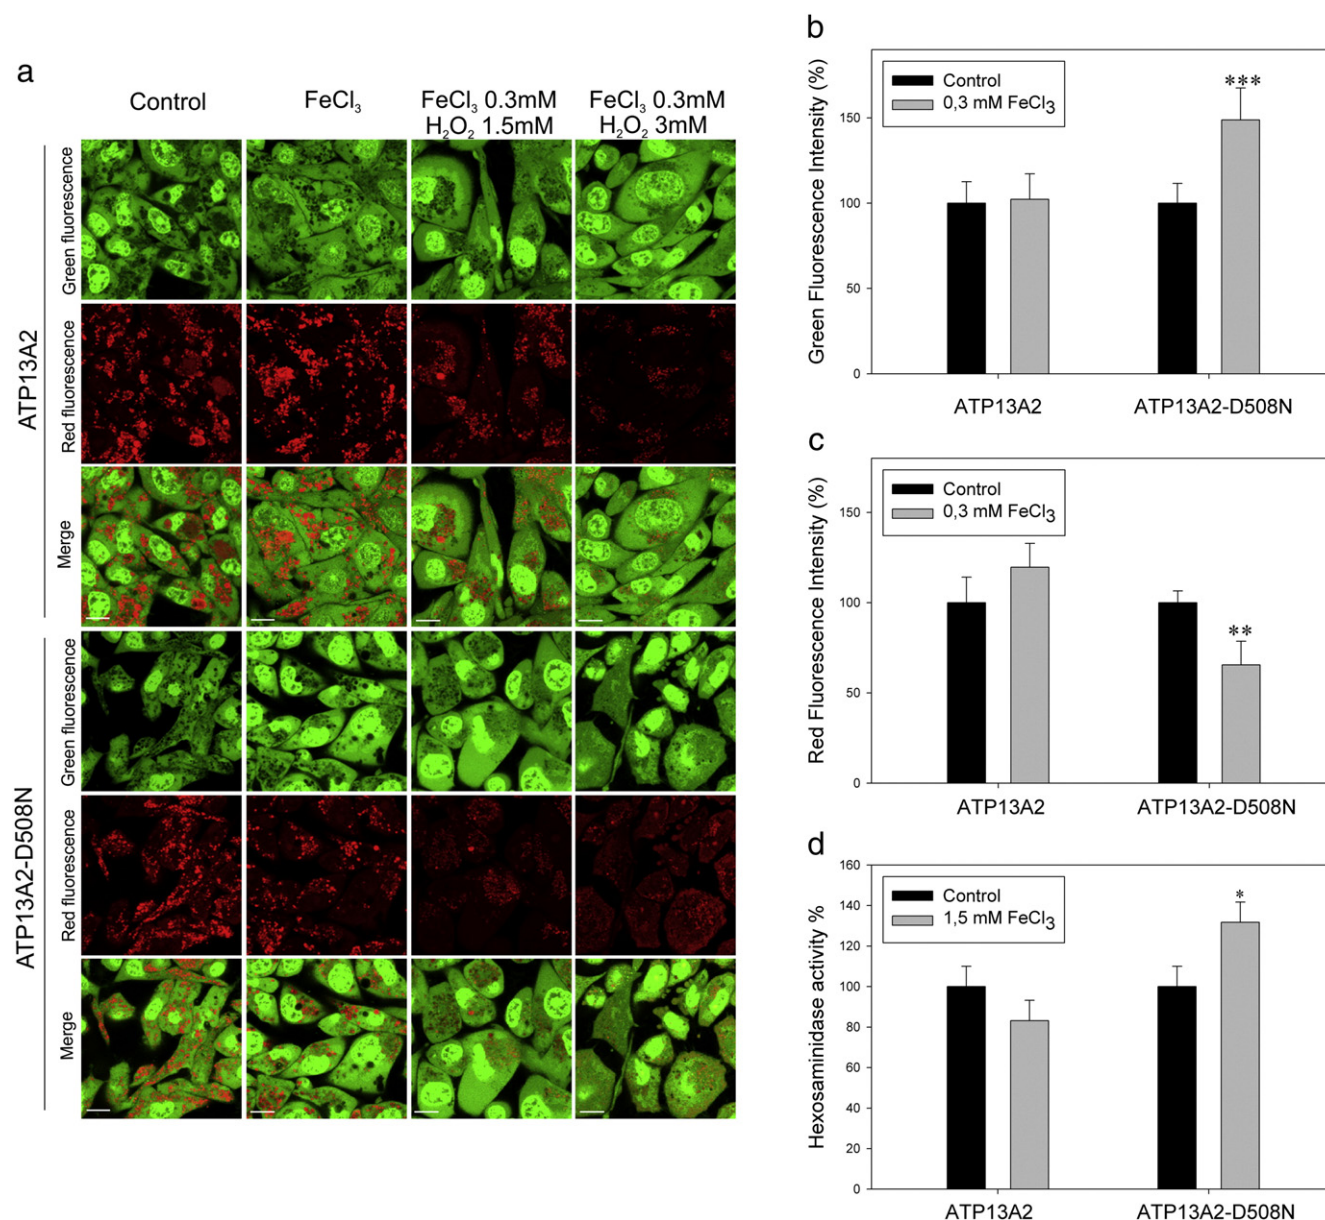 a
Control
FeCl₃
FeCl₃ 0.3mM
H₂O₂ 1.5mM
FeCl₃ 0.3mM
H₂O₂ 3mM
ATP13A2
Green fluorescence
Red fluorescence
Merge
ATP13A2-D508N
Green fluorescence
Red fluorescence
Merge
b
Green Fluorescence Intensity (%)
150
100
50
0
Control
0,3 mM FeCl₃
***
ATP13A2
ATP13A2-D508N
c
Red Fluorescence Intensity (%)
150
100
50
0
Control
0,3 mM FeCl₃
**
ATP13A2
ATP13A2-D508N
d
Hexosaminidase activity %
160
140
120
100
80
60
40
20
0
Control
1,5 mM FeCl₃
*
ATP13A2
ATP13A2-D508N